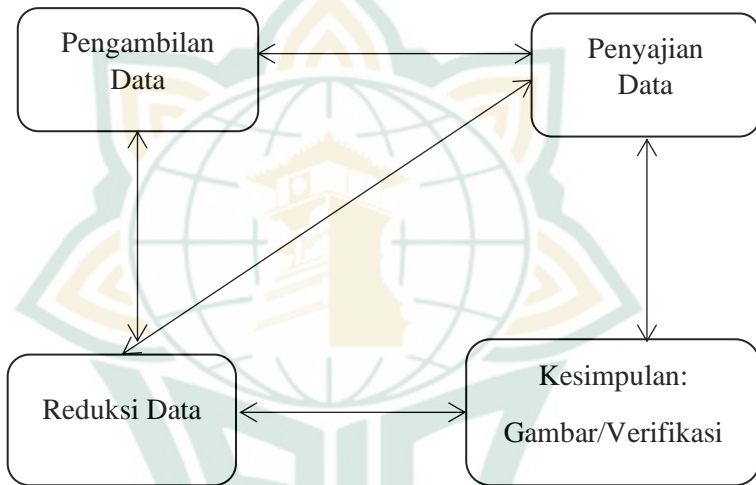 Pengambilan
Data
Penyajian
Data
Reduksi Data
Kesimpulan:
Gambar/Verifikasi